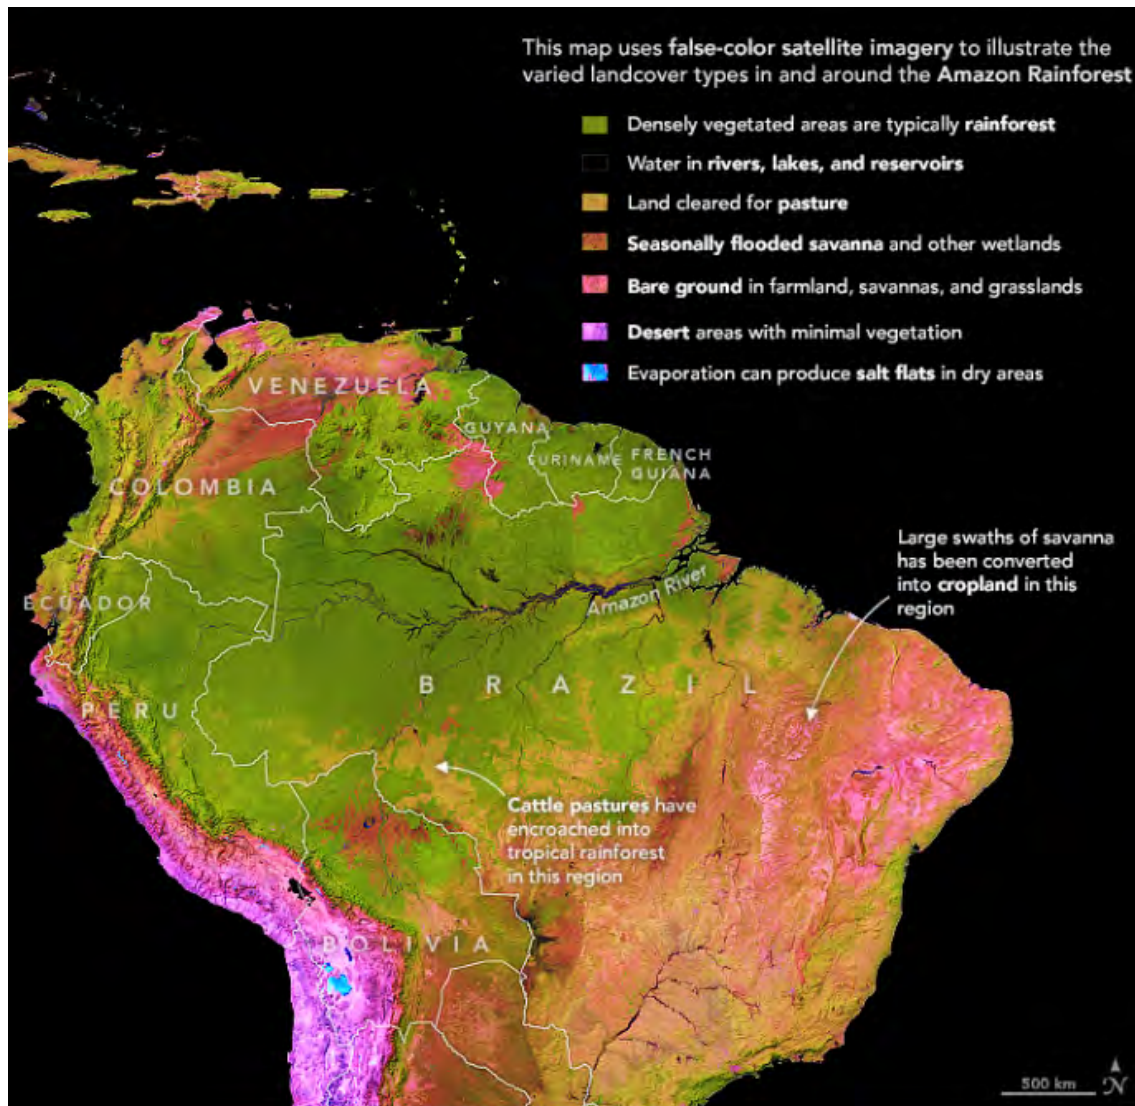 This map uses false-color satellite imagery to illustrate the
varied landcover types in and around the Amazon Rainforest
Densely vegetated areas are typically rainforest
Water in rivers, lakes, and reservoirs
Land cleared for pasture
Seasonally flooded savanna and other wetlands
Bare ground in farmland, savannas, and grasslands
Desert areas with minimal vegetation
Evaporation can produce salt flats in dry areas
VENEZUELA
GUYANA
SURINAME
FRENCH
GUIANA
COLOMBIA
Large swaths of savanna
has been converted
into cropland in this
region
Amazon River
ECUADOR
BRAZIL
PERU
Cattle pastures have
encroached into
tropical rainforest
in this region
BOLIVIA
500 km
N